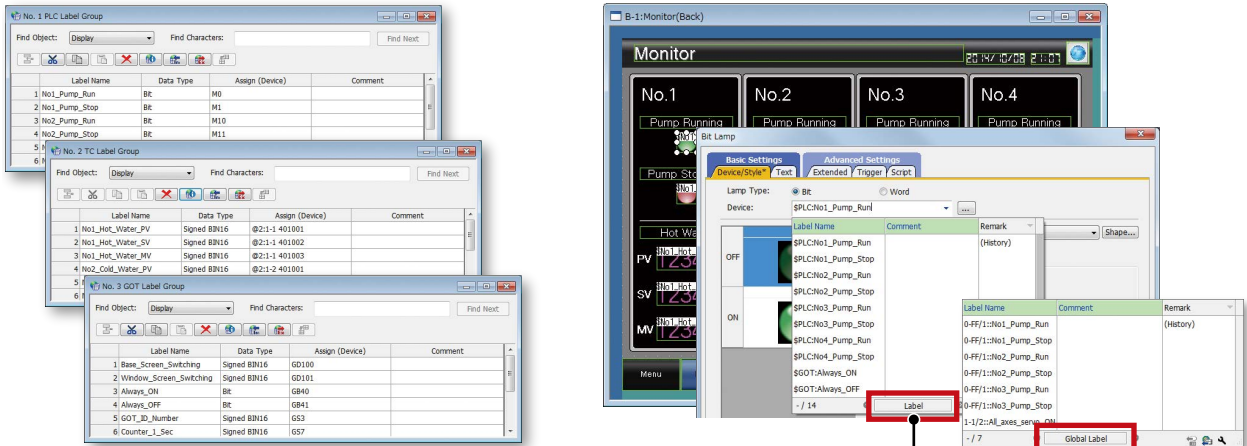 No. 1 PLC Label Group
Find Object: Display Find Characters: Find Next
Label Name Data Type Assign (Device) Comment
1 No1_Pump_Run Bit M0
2 No1_Pump_Stop Bit M1
3 No2_Pump_Run Bit M10
4 No2_Pump_Stop Bit M11
5
6
No. 2 TC Label Group
Find Object: Display Find Characters: Find Next
Label Name Data Type Assign (Device) Comment
1 No1_Hot_Water_PV Signed BIN16 @2:1-1 401001
2 No1_Hot_Water_SV Signed BIN16 @2:1-1 401002
3 No1_Hot_Water_MV Signed BIN16 @2:1-1 401003
4 No2_Cold_Water_PV Signed BIN16 @2:1-2 401001
5
6
No. 3 GOT Label Group
Find Object: Display Find Characters: Find Next
Label Name Data Type Assign (Device) Comment
1 Base_Screen_Switching Signed BIN16 GD100
2 Window_Screen_Switching Signed BIN16 GD101
3 Always_ON Bit GB40
4 Always_OFF Bit GB41
5 GOT_ID_Number Signed BIN16 GS3
6 Counter_1_Sec Signed BIN16 GS7
B-1:Monitor(Back)
Monitor 2014/10/08 21:07
No.1 No.2 No.3 No.4
Pump Running Pump Running Pump Running Pump Running
Pump Sto
Hot Wa
PV
SV
MV
Menu
Bit Lamp
Basic Settings Advanced Settings
Device/Style* Text Extended Trigger Script
Lamp Type: Bit Word
Device: $PLC:No1_Pump_Run ...
Shape...
OFF
ON
Label Name Comment Remark
$PLC:No1_Pump_Run (History)
$PLC:No1_Pump_Stop
$PLC:No2_Pump_Run
$PLC:No2_Pump_Stop
$PLC:No3_Pump_Run
$PLC:No3_Pump_Stop
$PLC:No4_Pump_Run
$PLC:No4_Pump_Stop
$GOT:Always_ON
$GOT:Always_OFF
- / 14 Label
Label Name Comment Remark
0-FF/1::No1_Pump_Run (History)
0-FF/1::No1_Pump_Stop
0-FF/1::No2_Pump_Run
0-FF/1::No2_Pump_Stop
0-FF/1::No3_Pump_Run
0-FF/1::No3_Pump_Stop
1-1/2::All_axes_servo_ON
- / 7 Global Label